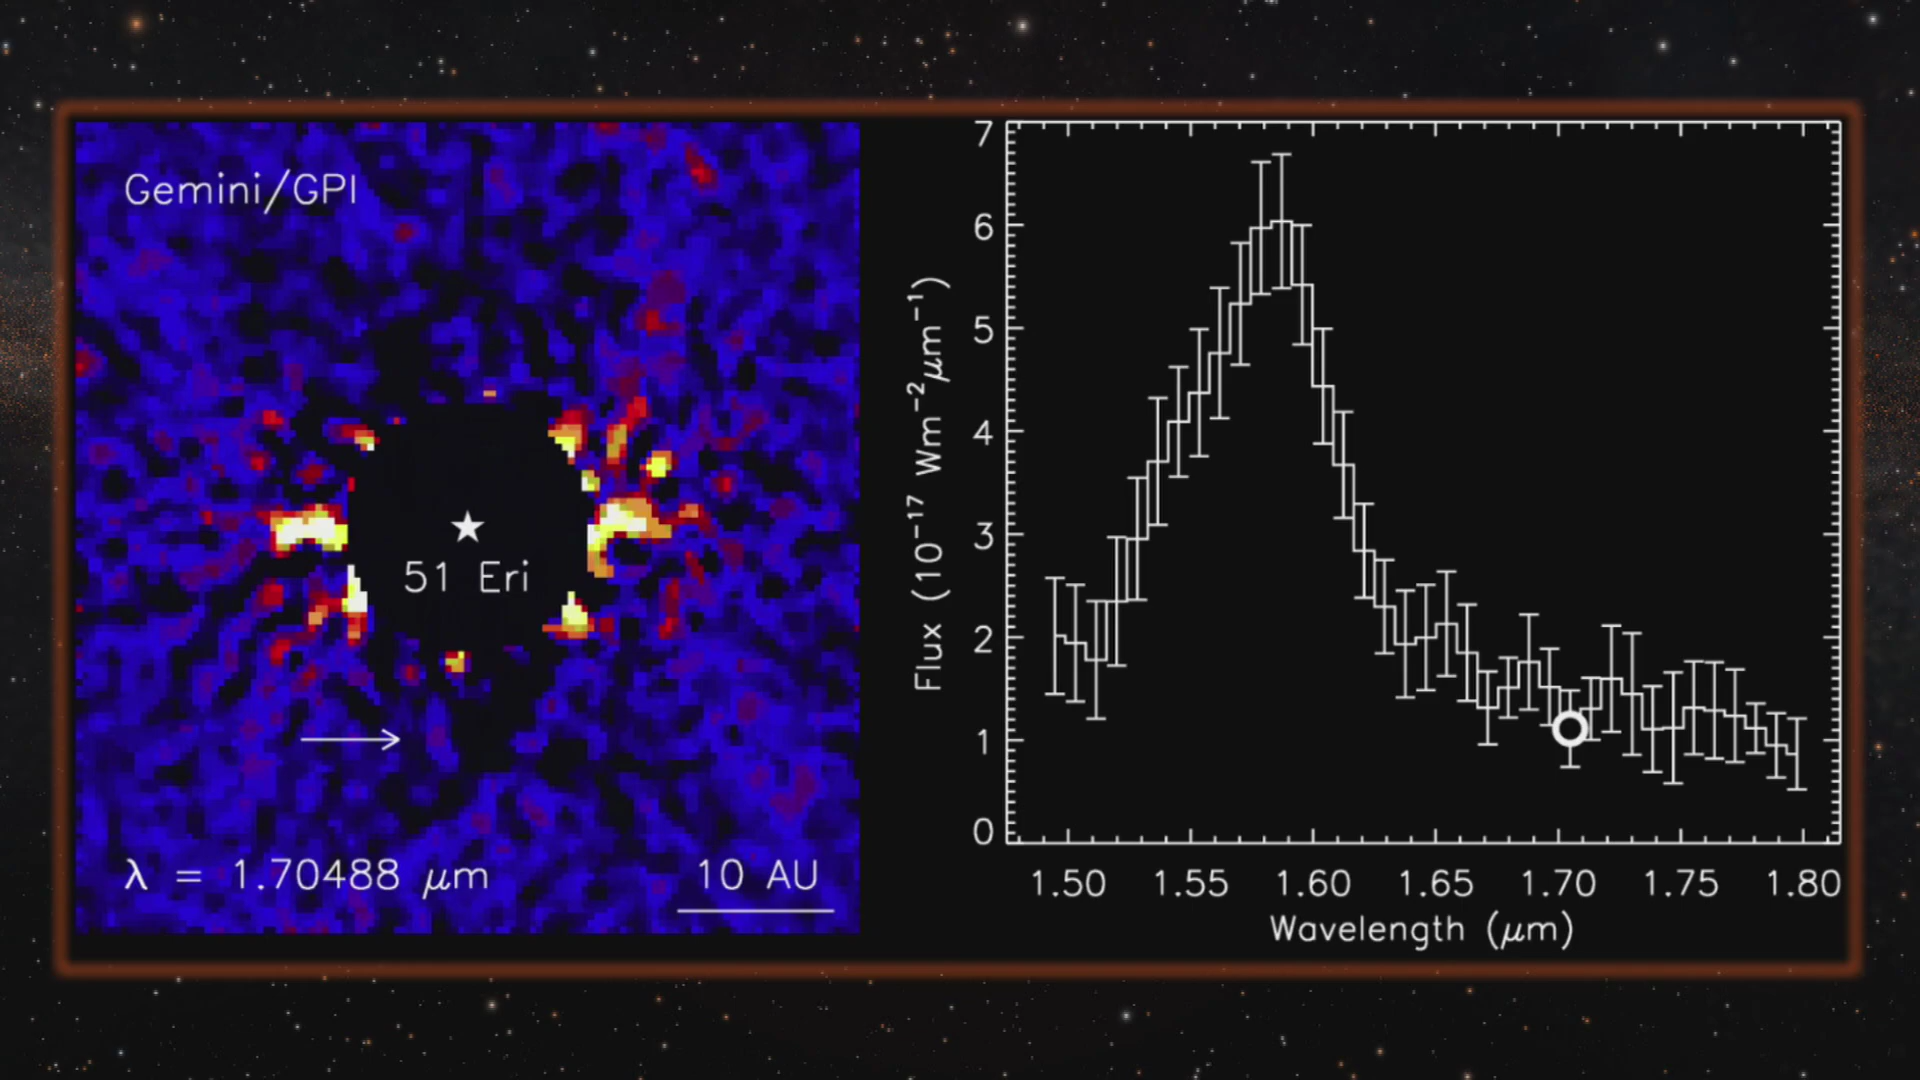 Gemini/GPI
51 Eri
λ = 1.70488 μm
10 AU
7
6
5
4
3
2
1
0
Flux (10⁻¹⁷ Wm⁻²μm⁻¹)
1.50 1.55 1.60 1.65 1.70 1.75 1.80
Wavelength (μm)